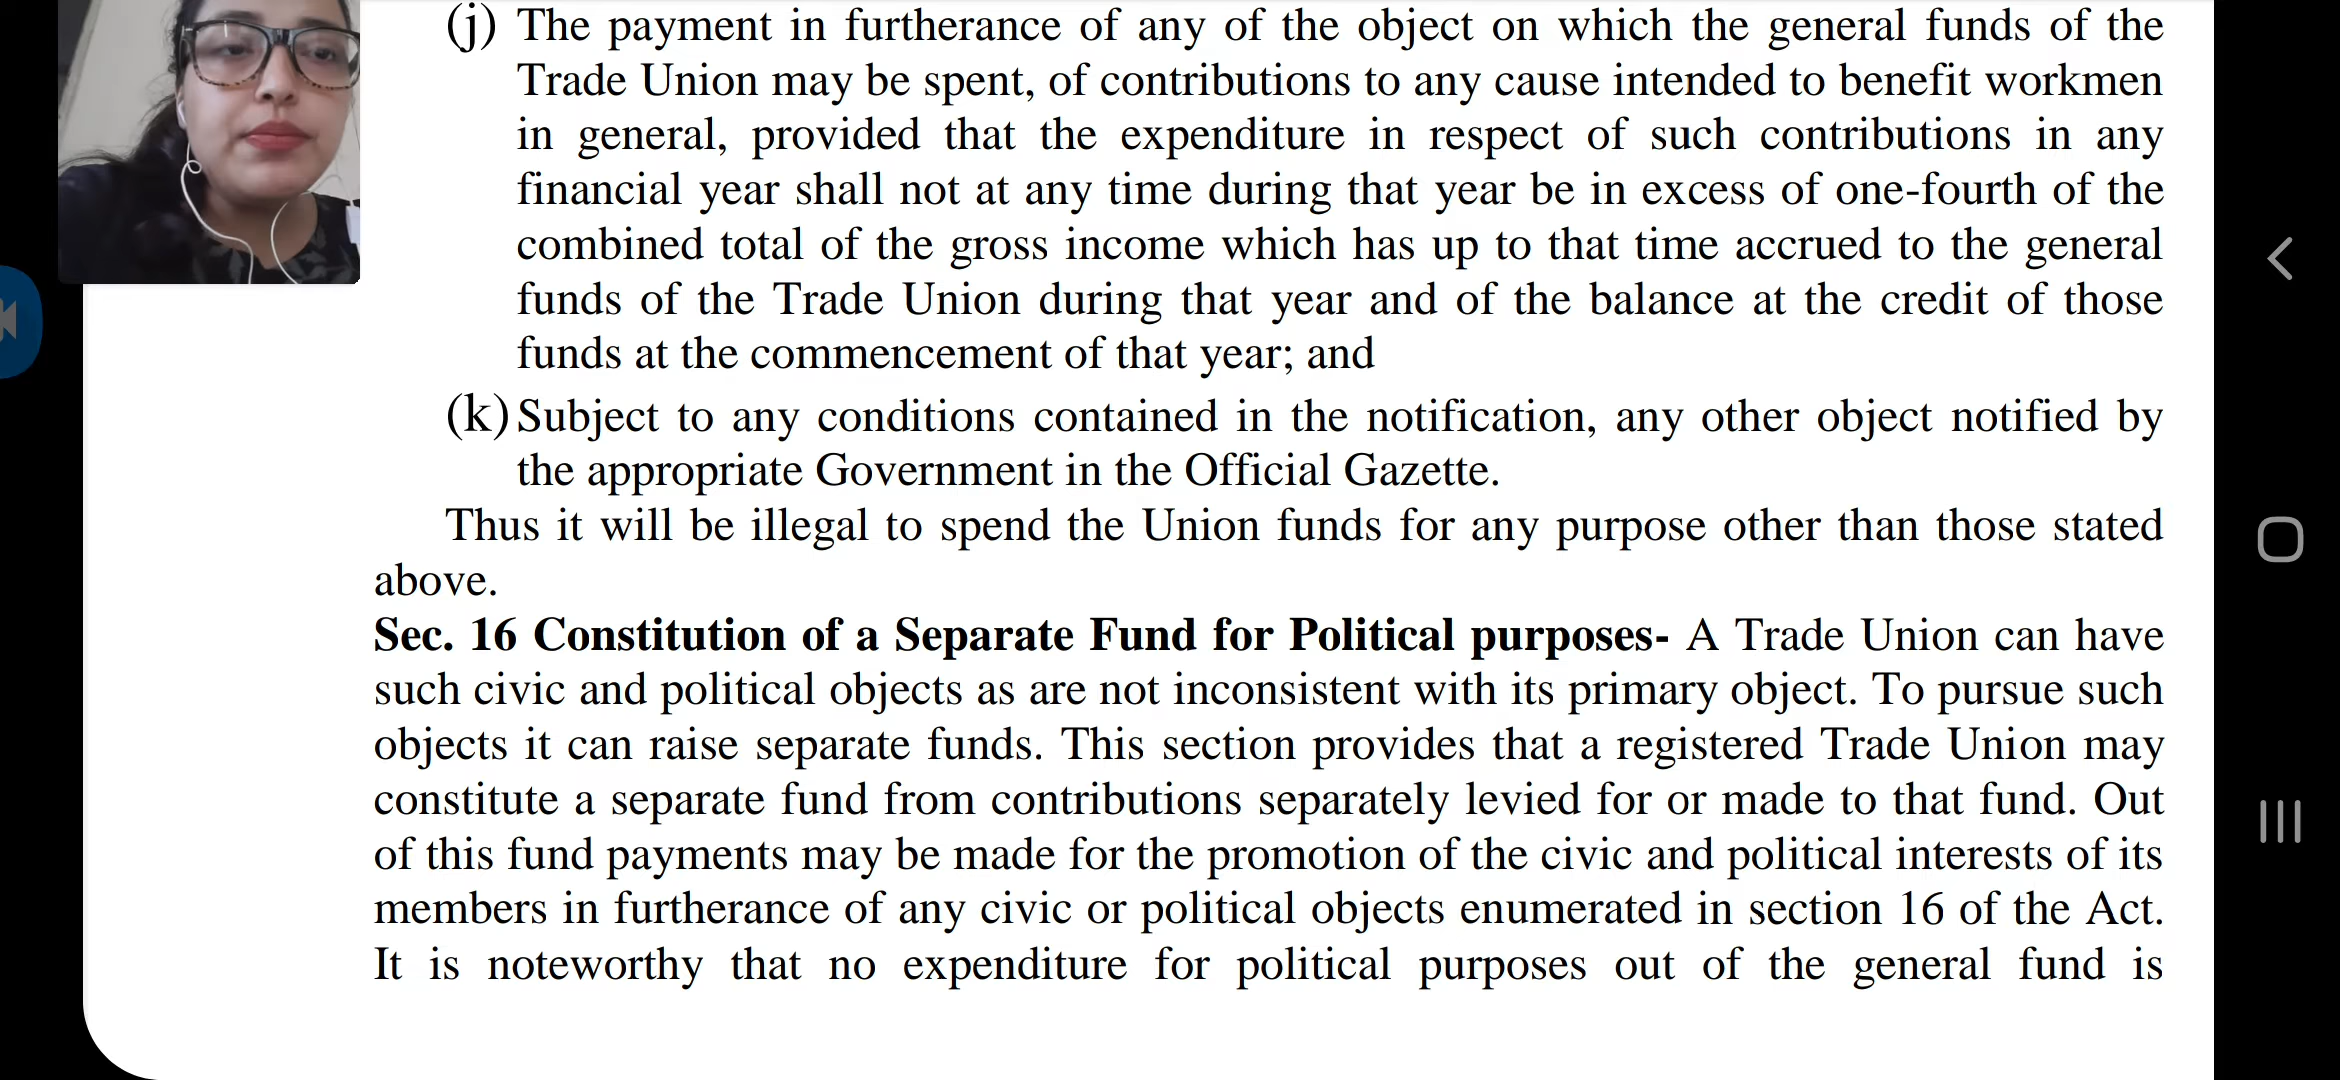 (j) The payment in furtherance of any of the object on which the general funds of the
Trade Union may be spent, of contributions to any cause intended to benefit workmen
in general, provided that the expenditure in respect of such contributions in any
financial year shall not at any time during that year be in excess of one-fourth of the
combined total of the gross income which has up to that time accrued to the general
funds of the Trade Union during that year and of the balance at the credit of those
funds at the commencement of that year; and
(k) Subject to any conditions contained in the notification, any other object notified by
the appropriate Government in the Official Gazette.
Thus it will be illegal to spend the Union funds for any purpose other than those stated
above.
Sec. 16 Constitution of a Separate Fund for Political purposes- A Trade Union can have
such civic and political objects as are not inconsistent with its primary object. To pursue such
objects it can raise separate funds. This section provides that a registered Trade Union may
constitute a separate fund from contributions separately levied for or made to that fund. Out
of this fund payments may be made for the promotion of the civic and political interests of its
members in furtherance of any civic or political objects enumerated in section 16 of the Act.
It is noteworthy that no expenditure for political purposes out of the general fund is